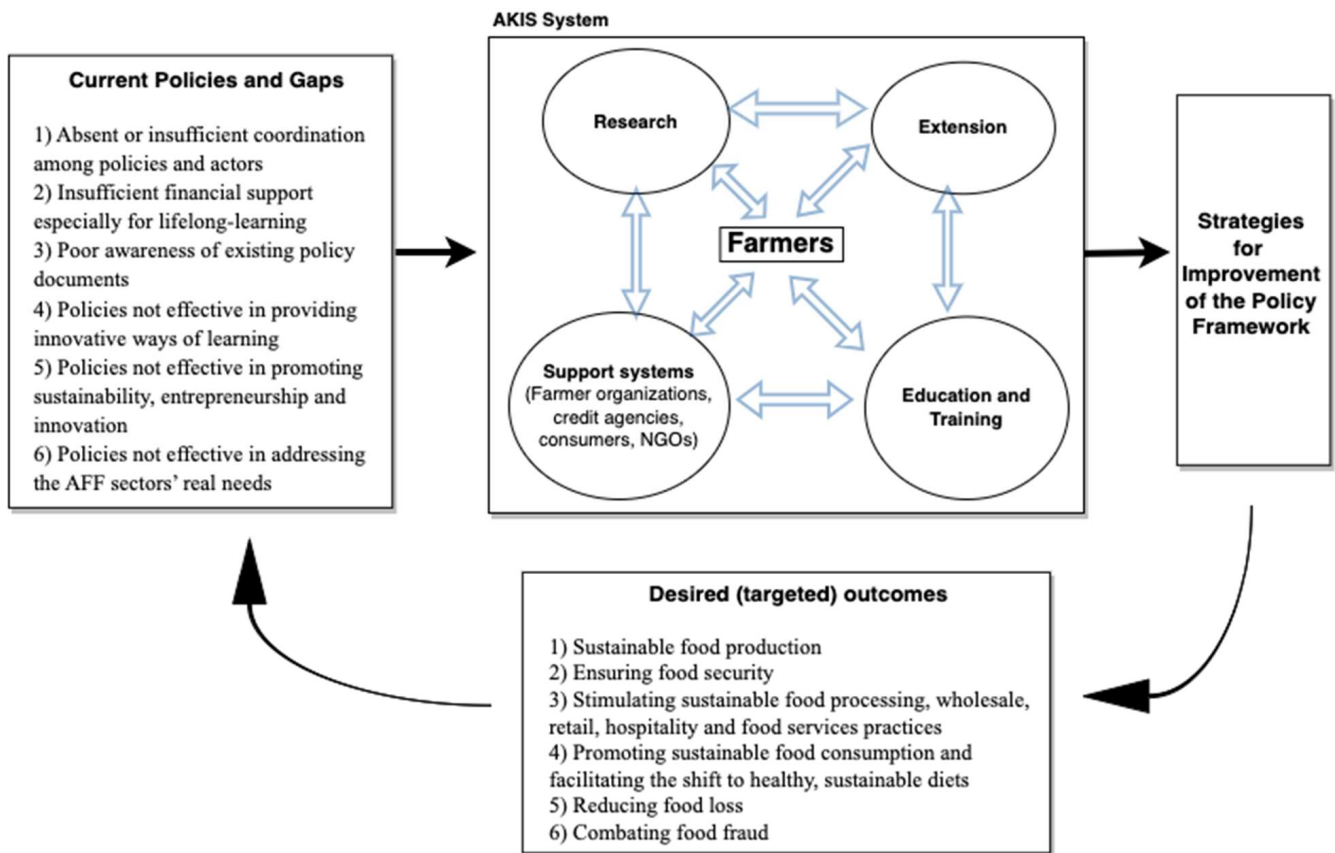 AKIS System
Current Policies and Gaps
1) Absent or insufficient coordination
among policies and actors
2) Insufficient financial support
especially for lifelong-learning
3) Poor awareness of existing policy
documents
4) Policies not effective in providing
innovative ways of learning
5) Policies not effective in promoting
sustainability, entrepreneurship and
innovation
6) Policies not effective in addressing
the AFF sectors' real needs
Research
Extension
Farmers
Support systems
(Farmer organizations,
credit agencies,
consumers, NGOs)
Education and
Training
Strategies
for
Improvement
of the Policy
Framework
Desired (targeted) outcomes
1) Sustainable food production
2) Ensuring food security
3) Stimulating sustainable food processing, wholesale,
retail, hospitality and food services practices
4) Promoting sustainable food consumption and
facilitating the shift to healthy, sustainable diets
5) Reducing food loss
6) Combating food fraud